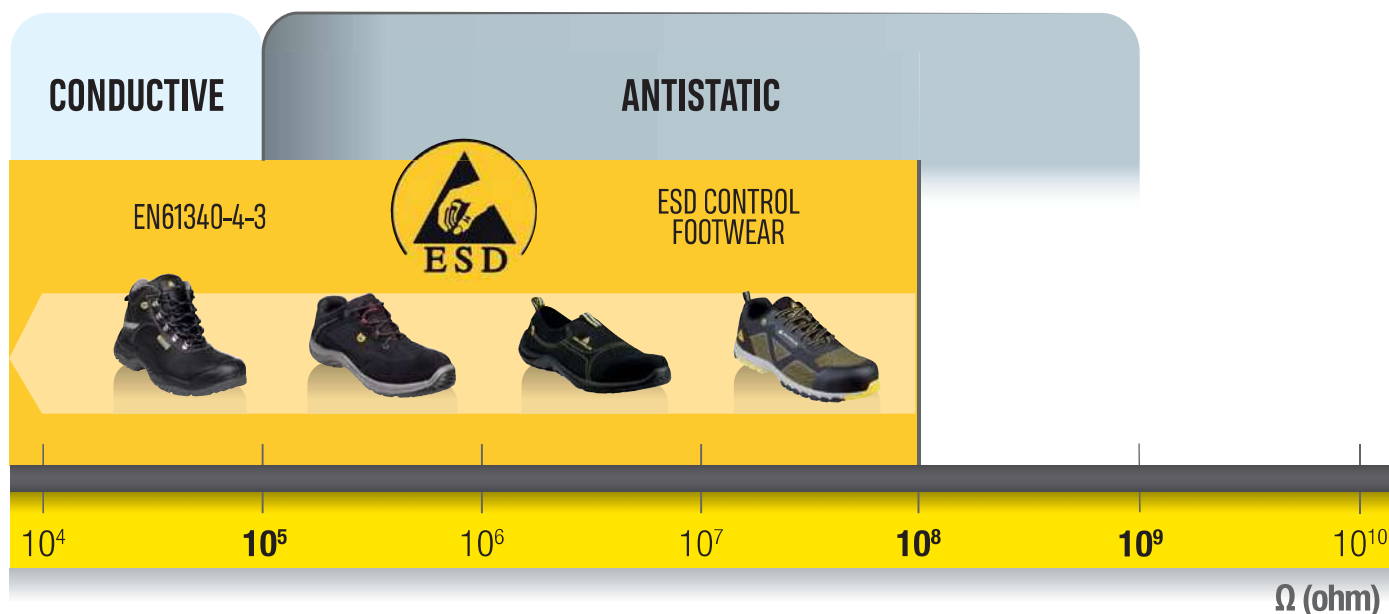 CONDUCTIVE
ANTISTATIC
EN61340-4-3
ESD
ESD CONTROL
FOOTWEAR
10⁴
10⁵
10⁶
10⁷
10⁸
10⁹
10¹⁰
Ω (ohm)